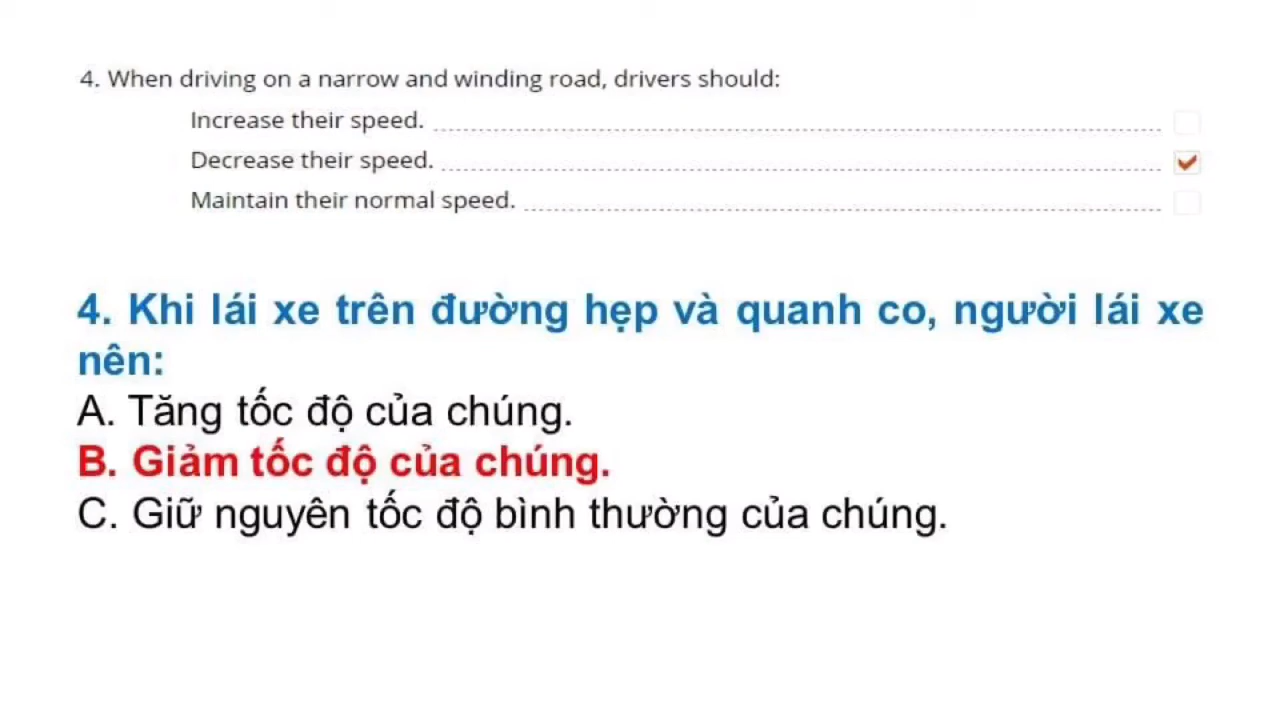 4. When driving on a narrow and winding road, drivers should:
Increase their speed.
Decrease their speed.
Maintain their normal speed.
4. Khi lái xe trên đường hẹp và quanh co, người lái xe
nên:
A. Tăng tốc độ của chúng.
B. Giảm tốc độ của chúng.
C. Giữ nguyên tốc độ bình thường của chúng.